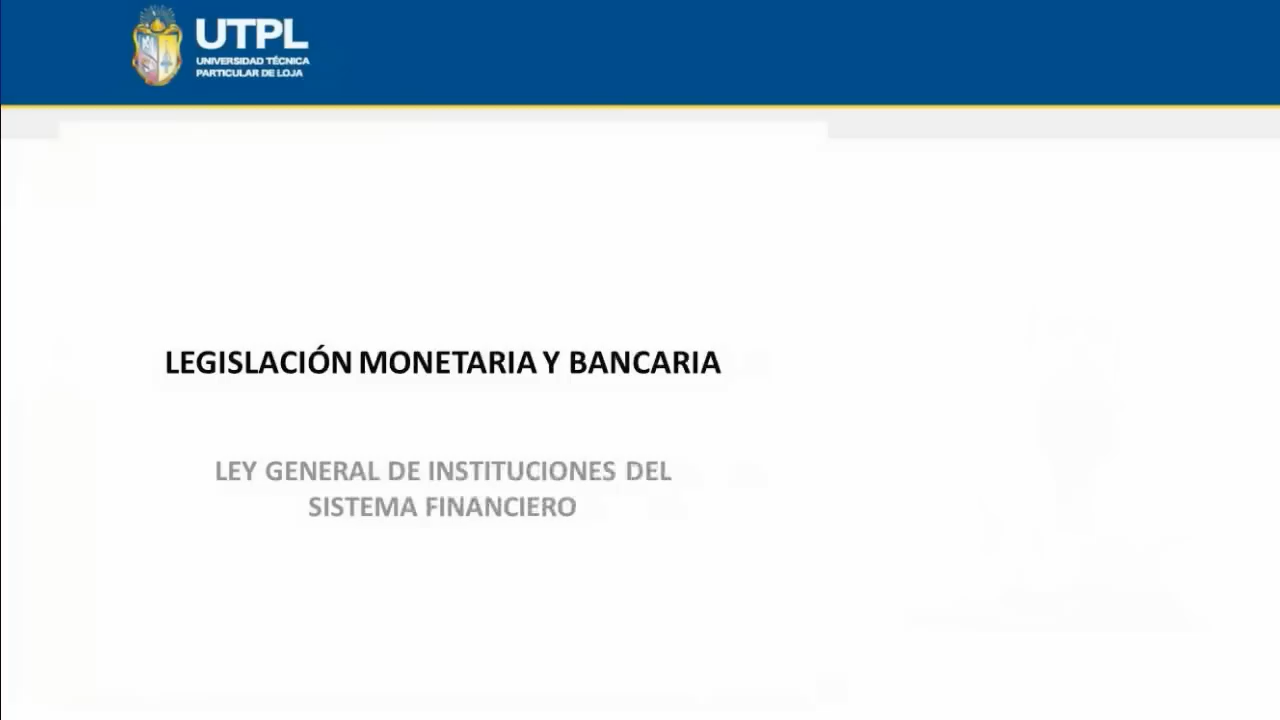 UTPL
UNIVERSIDAD TÉCNICA
PARTICULAR DE LOJA
LEGISLACIÓN MONETARIA Y BANCARIA
LEY GENERAL DE INSTITUCIONES DEL
SISTEMA FINANCIERO